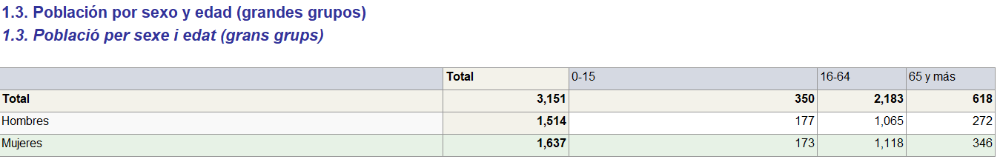 1.3. Población por sexo y edad (grandes grupos)
1.3. Població per sexe i edat (grans grups)
Total 0-15 16-64 65 y más
Total 3,151 350 2,183 618
Hombres 1,514 177 1,065 272
Mujeres 1,637 173 1,118 346